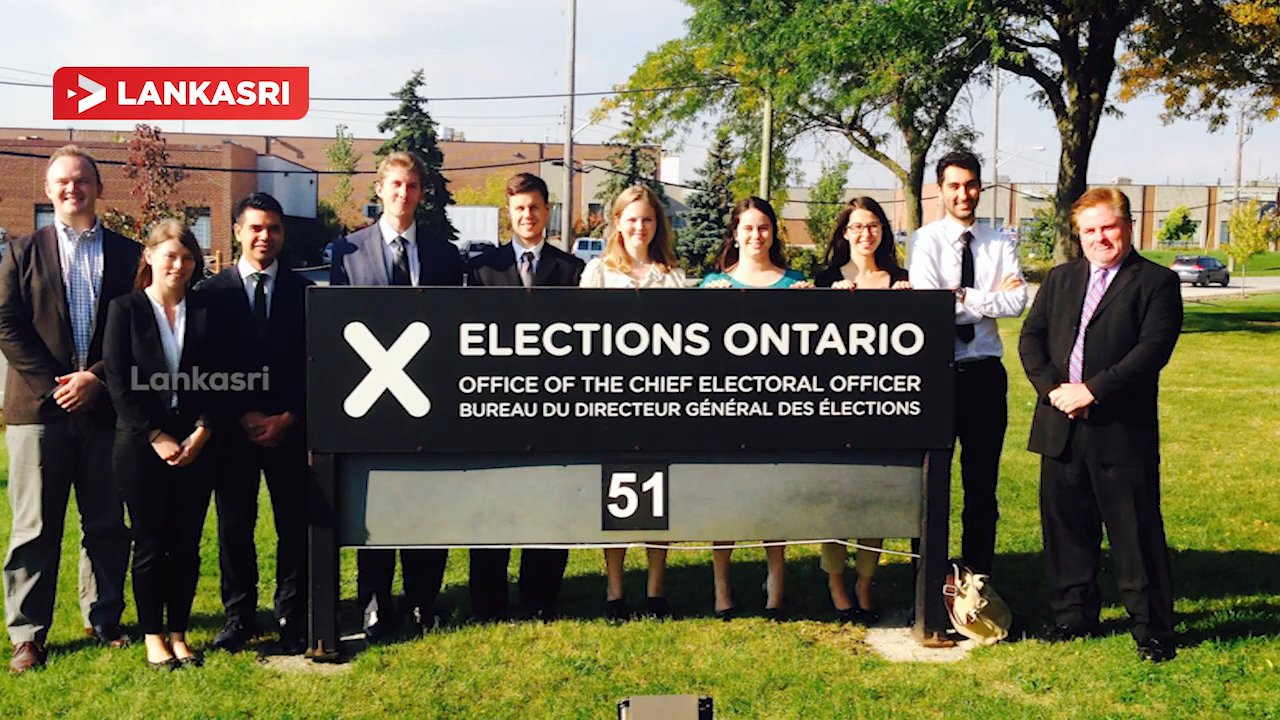 LANKASRI
Lankasri
ELECTIONS ONTARIO
OFFICE OF THE CHIEF ELECTORAL OFFICER
BUREAU DU DIRECTEUR GÉNÉRAL DES ÉLECTIONS
51